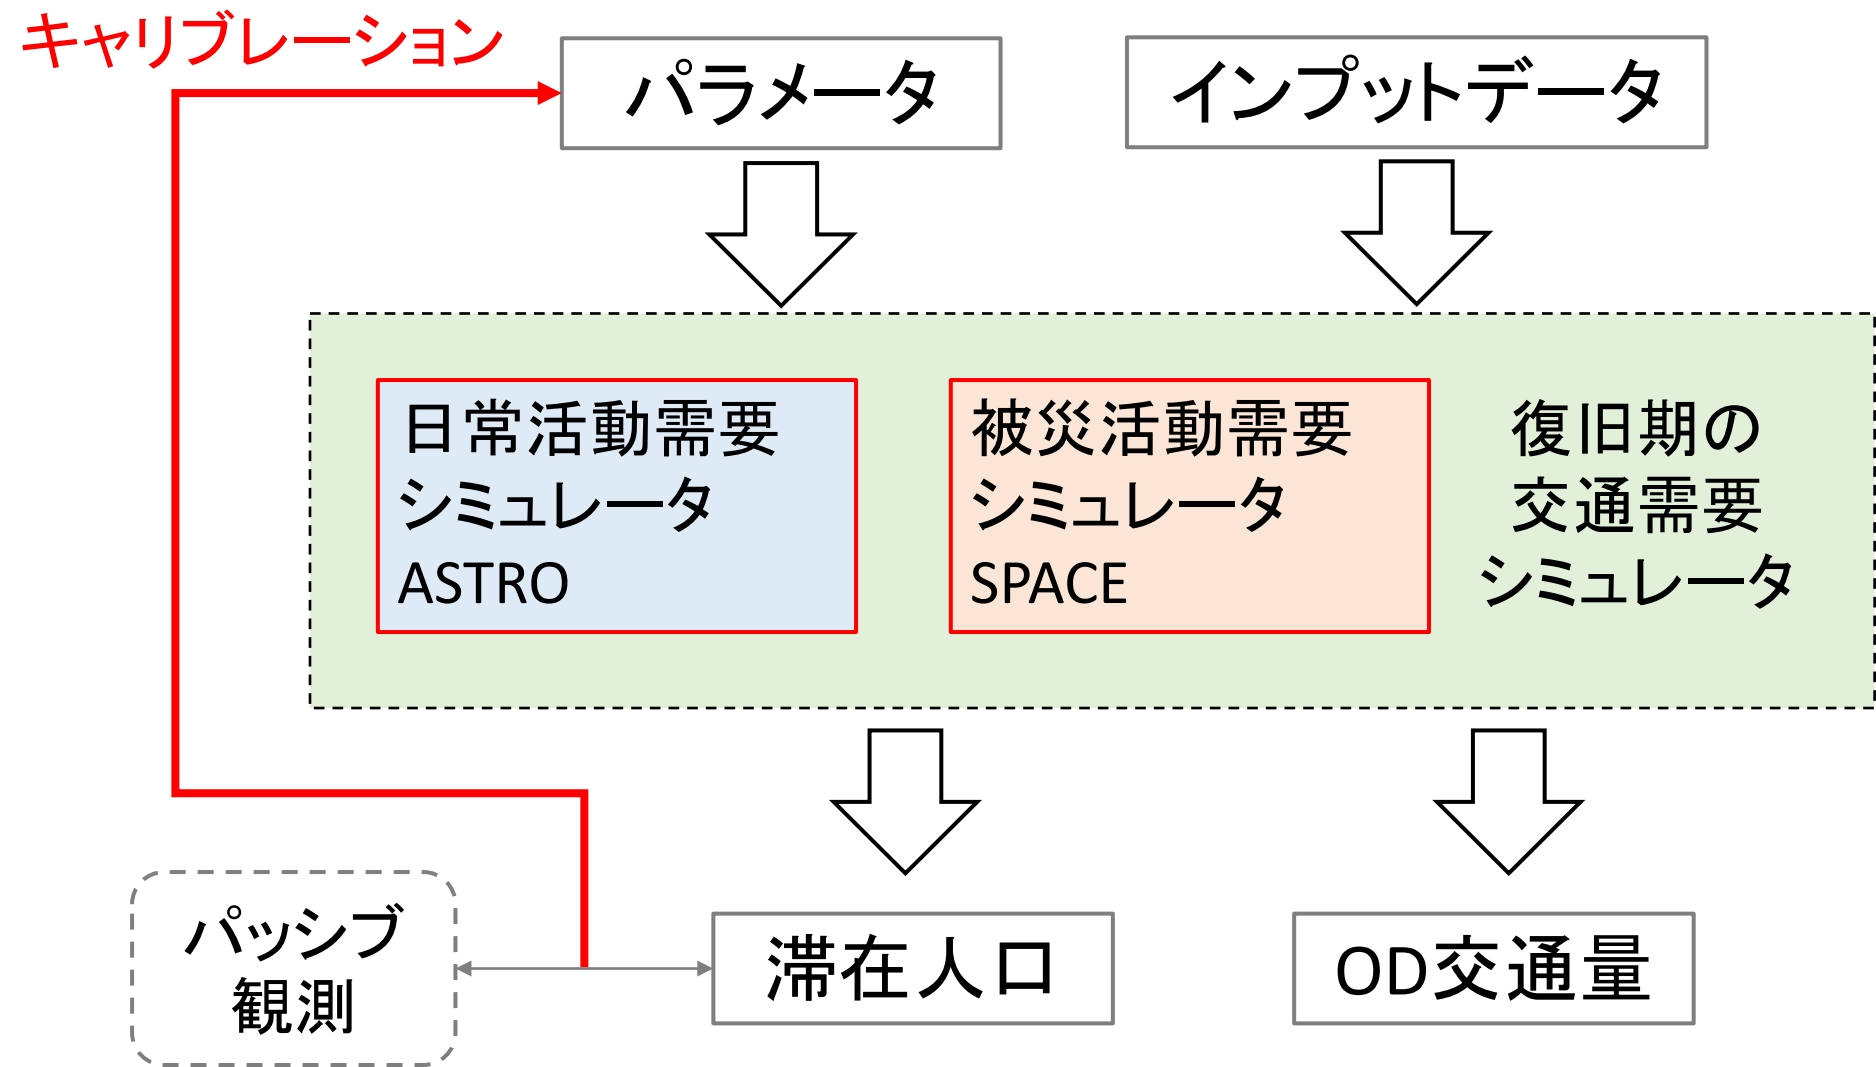 キャリブレーション
パラメータ
インプットデータ
日常活動需要
シミュレータ
ASTRO
被災活動需要
シミュレータ
SPACE
復旧期の
交通需要
シミュレータ
パッシブ
観測
滞在人口
OD交通量